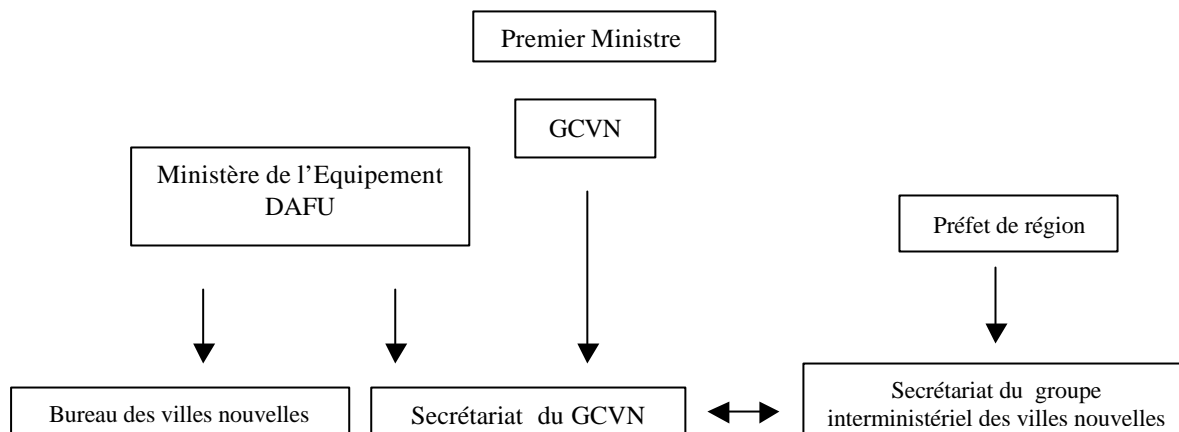 Premier Ministre
GCVN
Ministère de l’Equipement
DAFU
Préfet de région
Bureau des villes nouvelles
Secrétariat du GCVN
Secrétariat du groupe
interministériel des villes nouvelles